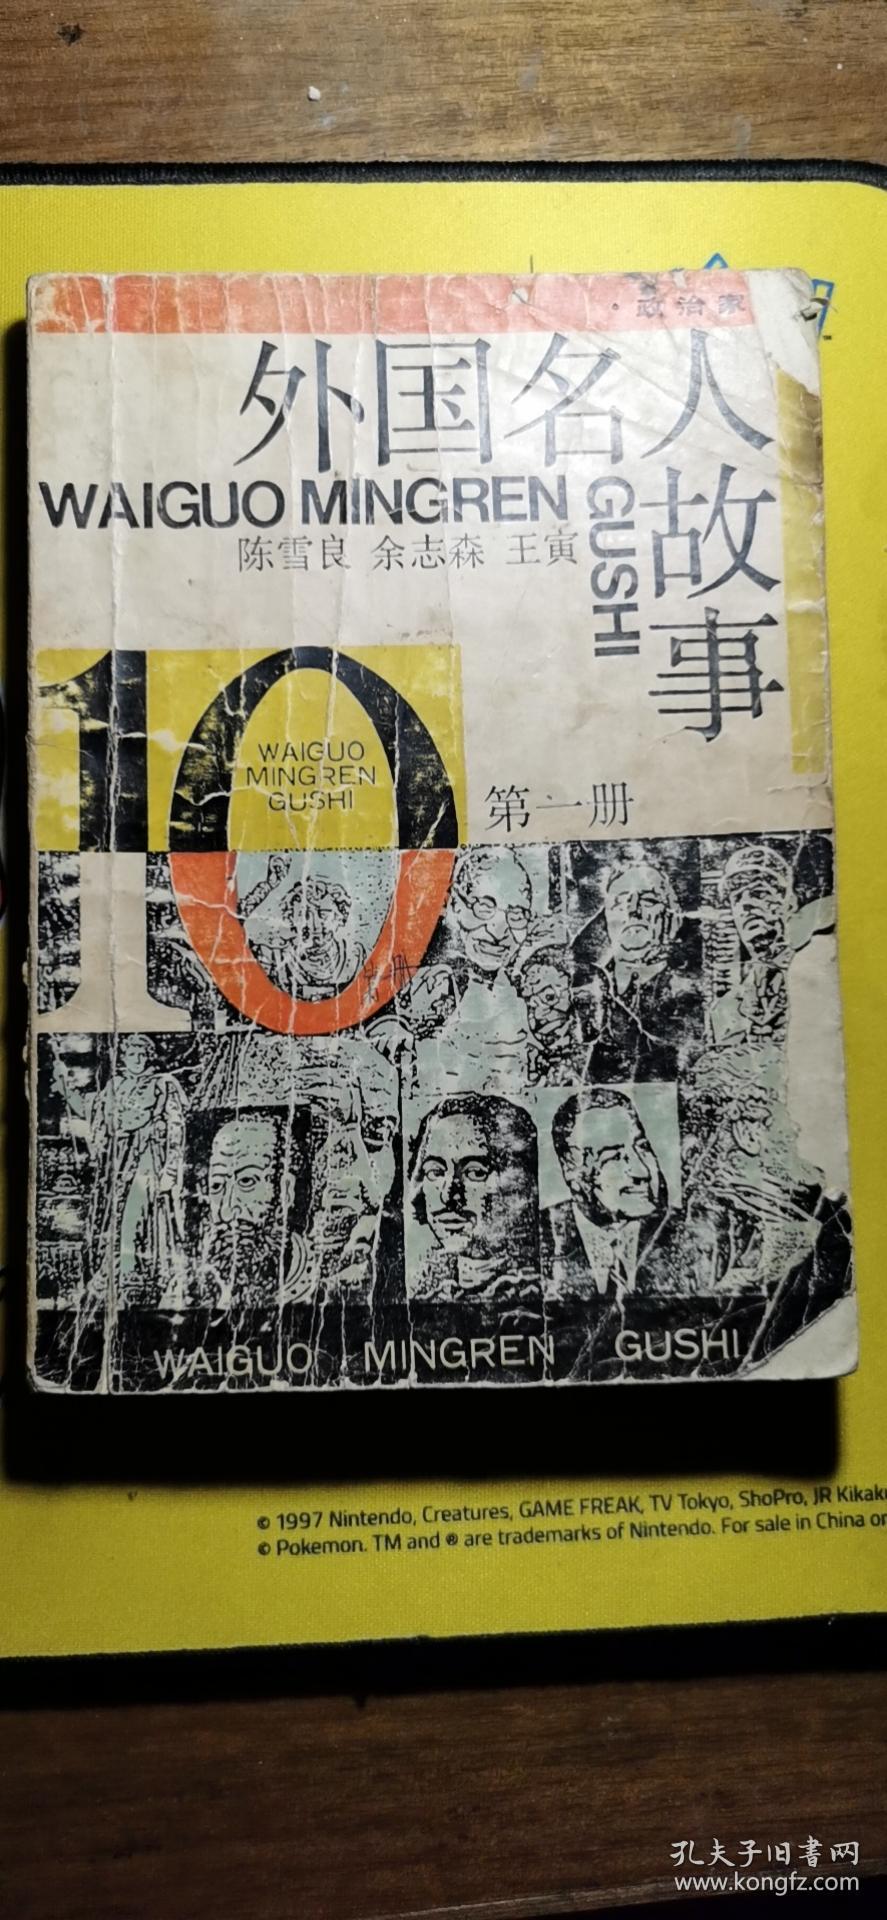 ·政治家
外国名人故事
WAIGUO MINGREN GUSHI
陈雪良 余志森 王寅
10
WAIGUO
MINGREN
GUSHI
第一册
第一册
WAIGUO MINGREN GUSHI
© 1997 Nintendo, Creatures, GAME FREAK, TV Tokyo, ShoPro, JR Kikaku
© Pokemon. TM and ® are trademarks of Nintendo. For sale in China
孔夫子旧书网
www.kongfz.com